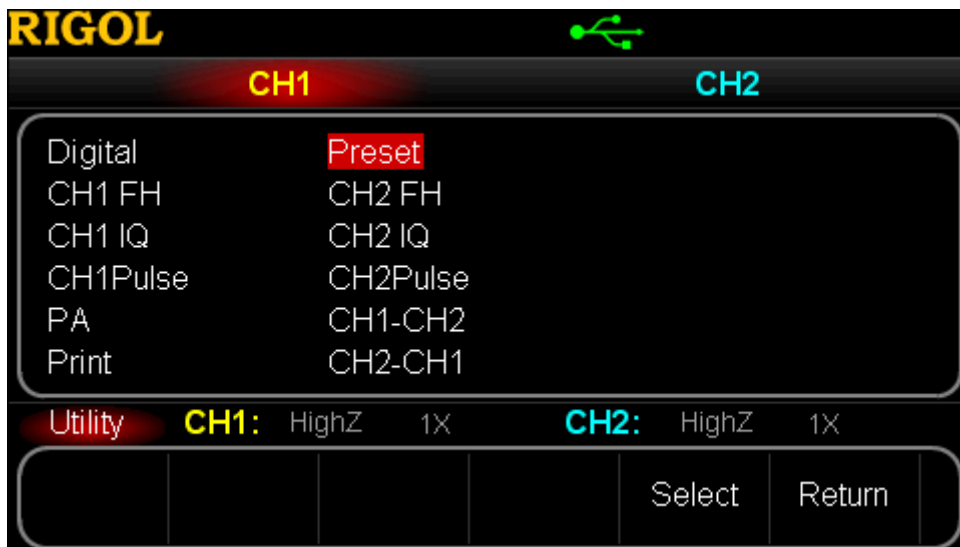 RIGOL
CH1 CH2
Digital Preset
CH1 FH CH2 FH
CH1 IQ CH2 IQ
CH1Pulse CH2Pulse
PA CH1-CH2
Print CH2-CH1
Utility CH1: HighZ 1X CH2: HighZ 1X
Select Return